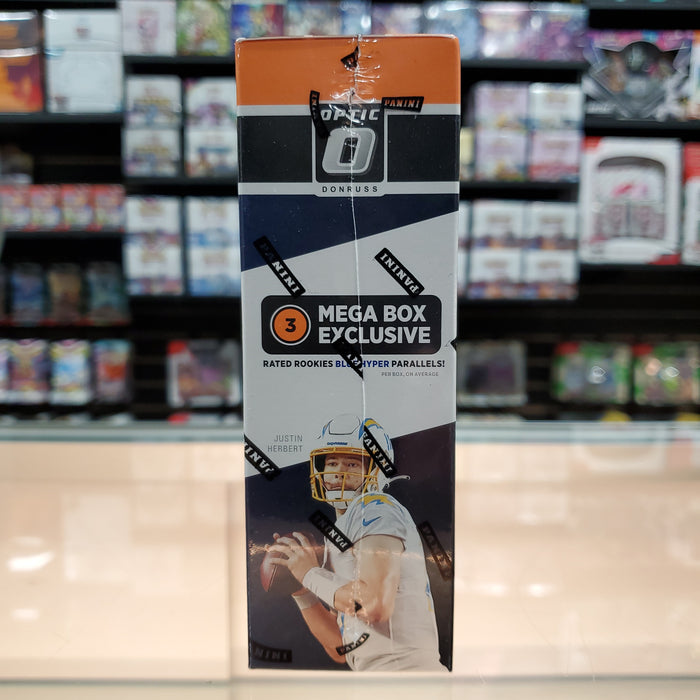 OPTIC
DONRUSS
PANINI
PANINI
PANINI
3
MEGA BOX
EXCLUSIVE
RATED ROOKIES BLUE HYPER PARALLELS!
PER BOX, ON AVERAGE
JUSTIN
HERBERT
PANINI
PANINI
PANINI